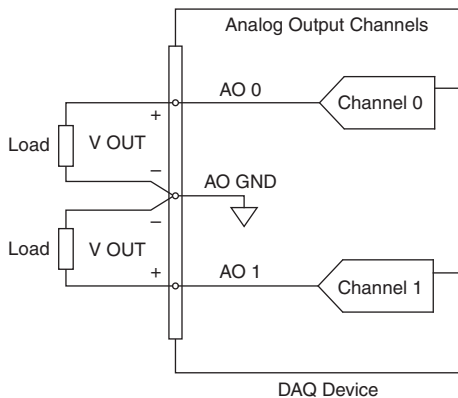 Analog Output Channels
AO 0
Channel 0
+
Load
V OUT
–
AO GND
–
Load
V OUT
+
AO 1
Channel 1
DAQ Device